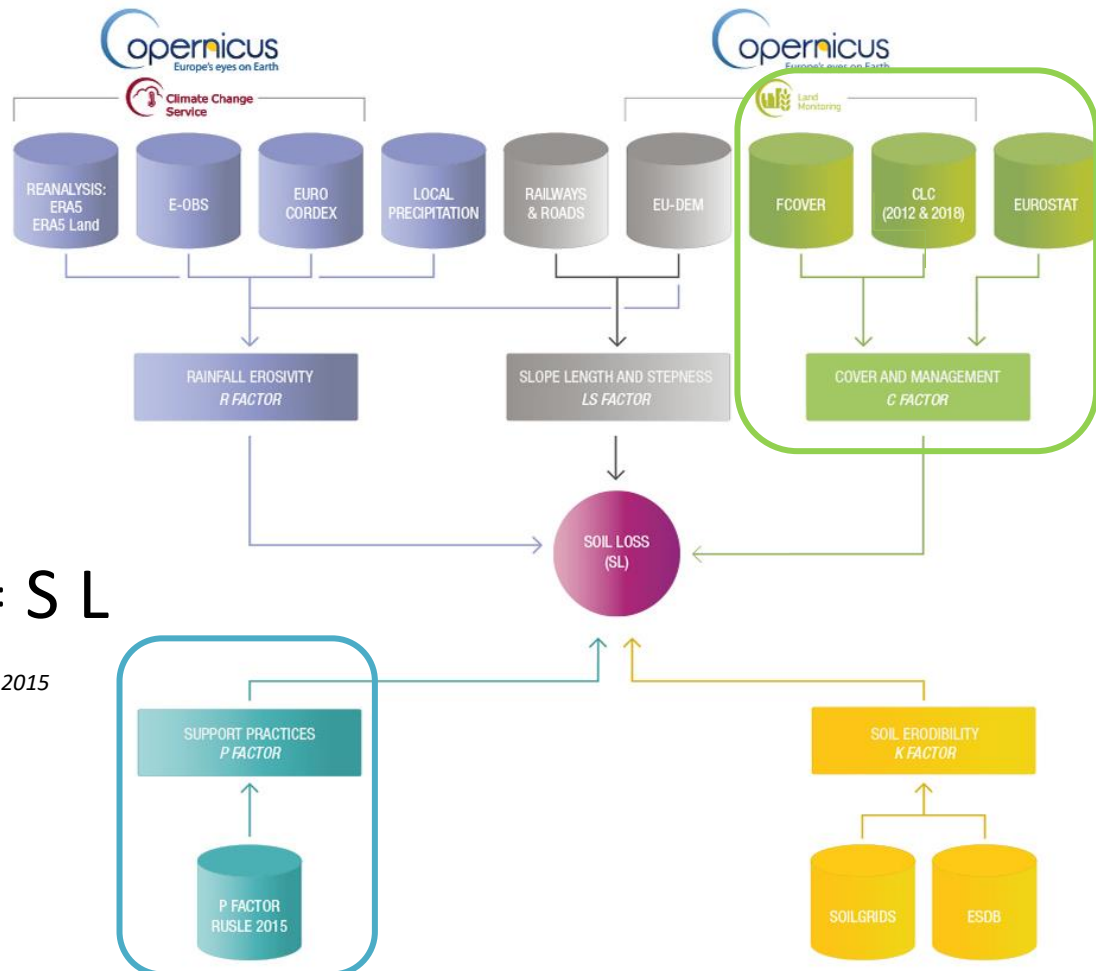 Copernicus
Europe's eyes on Earth
Climate Change
Service
Copernicus
Europe's eyes on Earth
Land
Monitoring
REANALYSIS:
ERA5
ERA5 Land
E-OBS
EURO
CORDEX
LOCAL
PRECIPITATION
RAILWAYS
& ROADS
EU-DEM
FCOVER
CLC
(2012 & 2018)
EUROSTAT
RAINFALL EROSIVITY
R FACTOR
SLOPE LENGTH AND STEPNESS
LS FACTOR
COVER AND MANAGEMENT
C FACTOR
SOIL LOSS
(SL)
= S L
2015
SUPPORT PRACTICES
P FACTOR
SOIL ERODIBILITY
K FACTOR
P FACTOR
RUSLE 2015
SOILGRIDS
ESDB